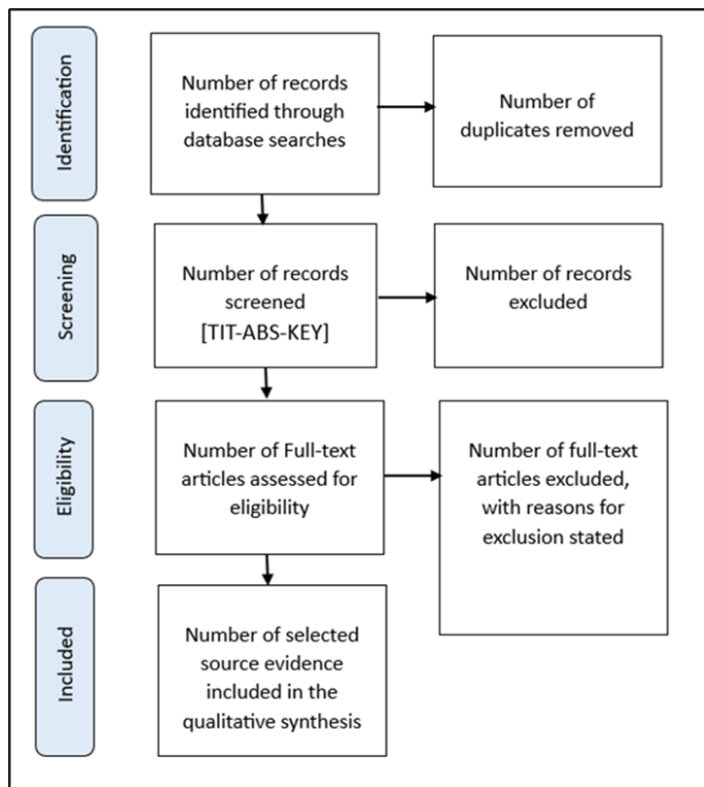 Identification
Number of records
identified through
database searches
Number of
duplicates removed
Screening
Number of records
screened
[TIT-ABS-KEY]
Number of records
excluded
Eligibility
Number of Full-text
articles assessed for
eligibility
Number of full-text
articles excluded,
with reasons for
exclusion stated
Included
Number of selected
source evidence
included in the
qualitative synthesis